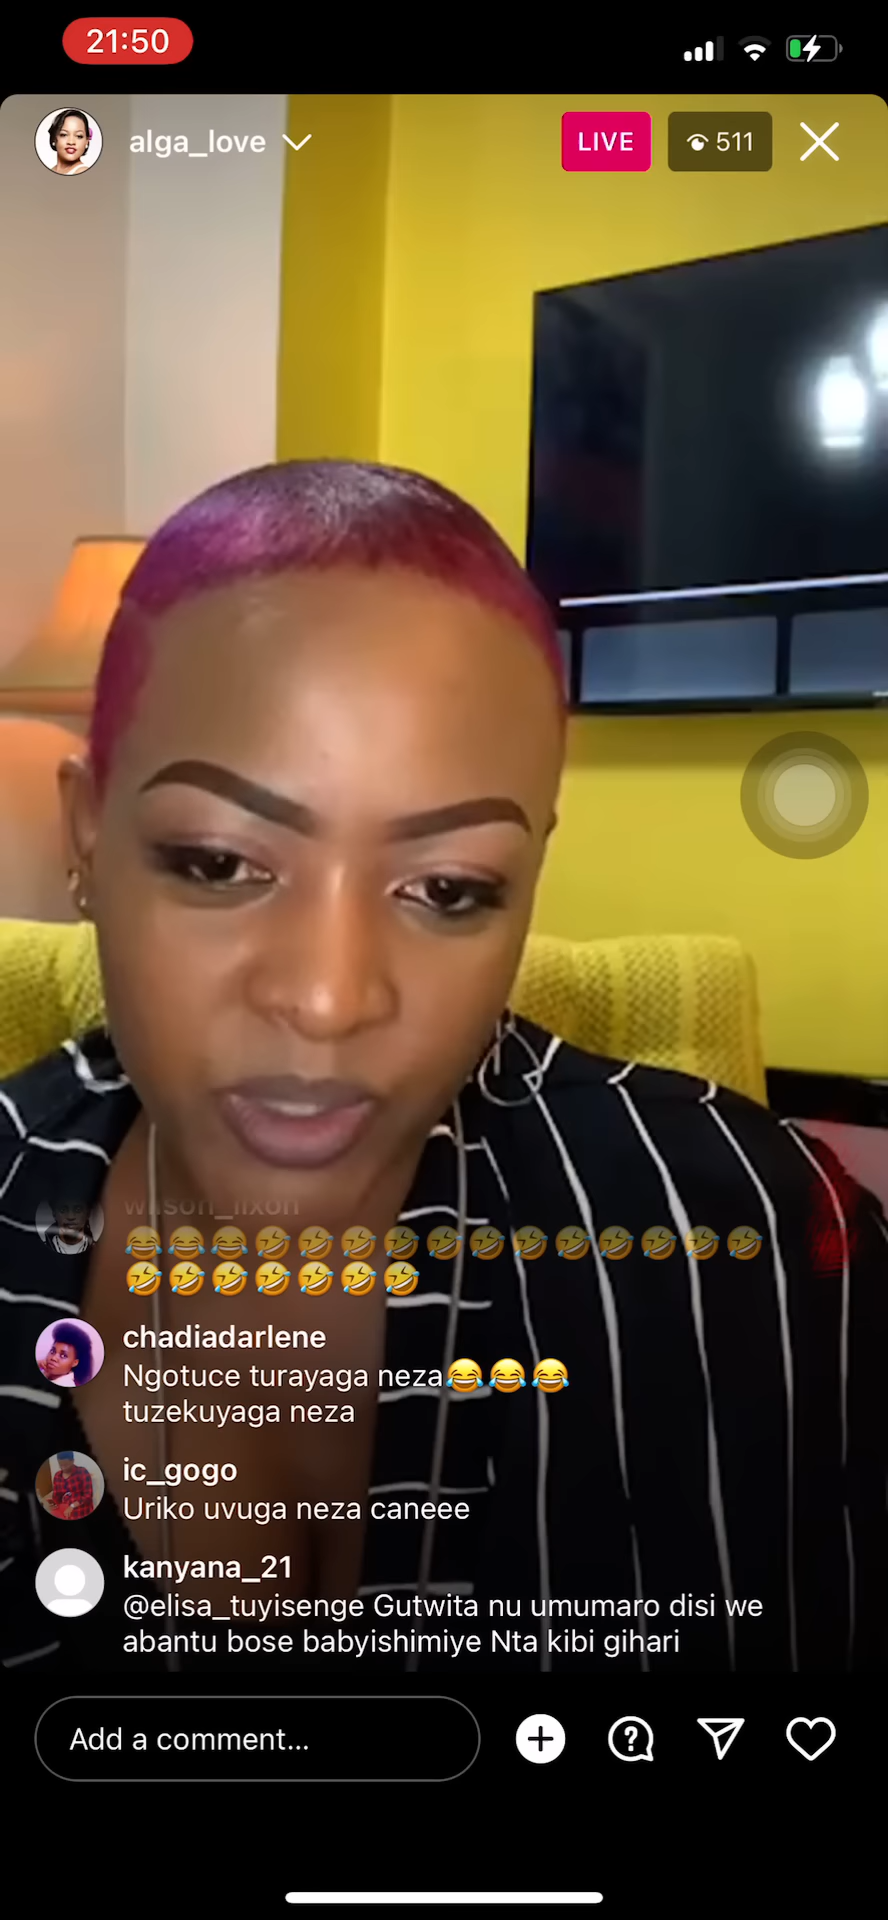 21:50
alga_love
LIVE
511
wilson_lixon
😂😂😂🤣🤣🤣🤣🤣🤣🤣🤣🤣🤣🤣🤣
🤣🤣🤣🤣🤣🤣🤣
chadiadarlene
Ngotuce turayaga neza😂😂😂
tuzekuyaga neza
ic_gogo
Uriko uvuga neza caneee
kanyana_21
@elisa_tuyisenge Gutwita nu umumaro disi we
abantu bose babyishimiye Nta kibi gihari
Add a comment...